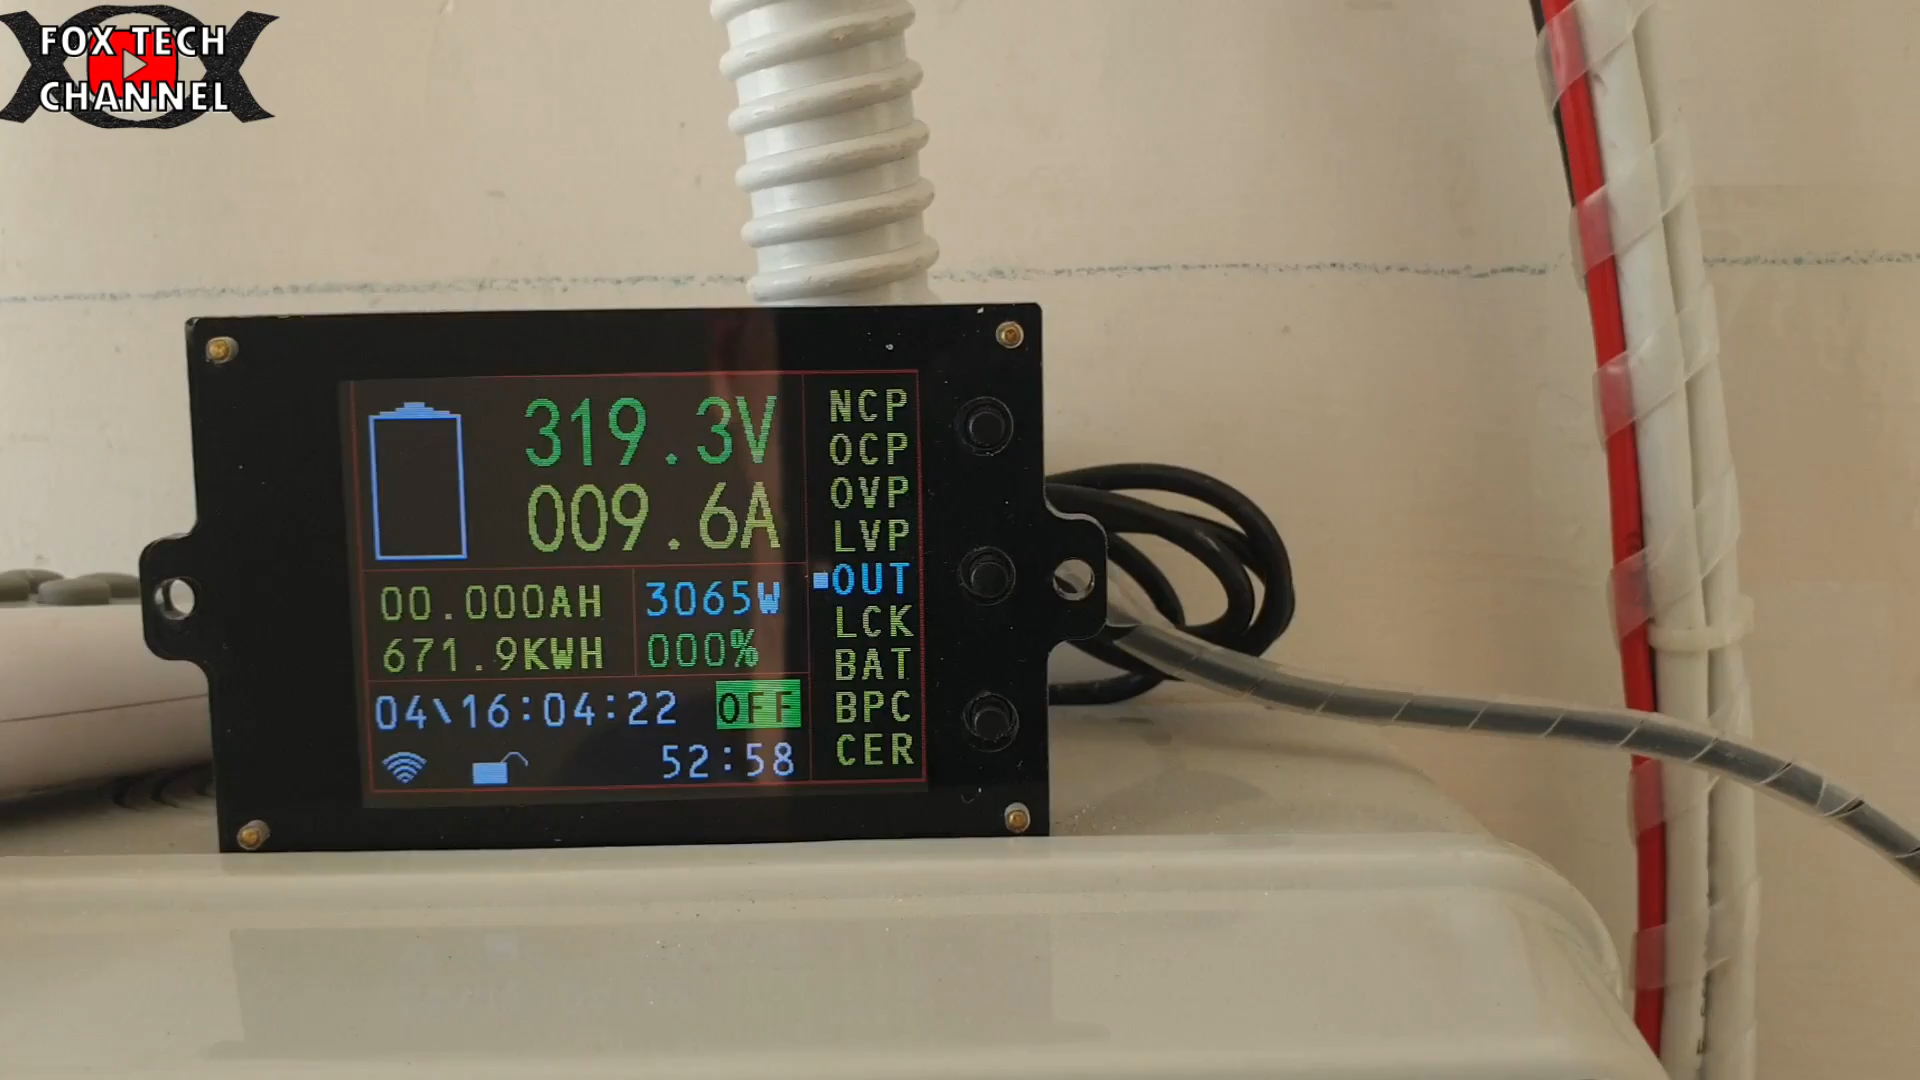 FOX TECH
CHANNEL
319.3V
009.6A
00.000AH
3065W
671.9KWH
000%
04\16:04:22
OFF
52:58
NCP
OCP
OVP
LVP
OUT
LCK
BAT
BPC
CER